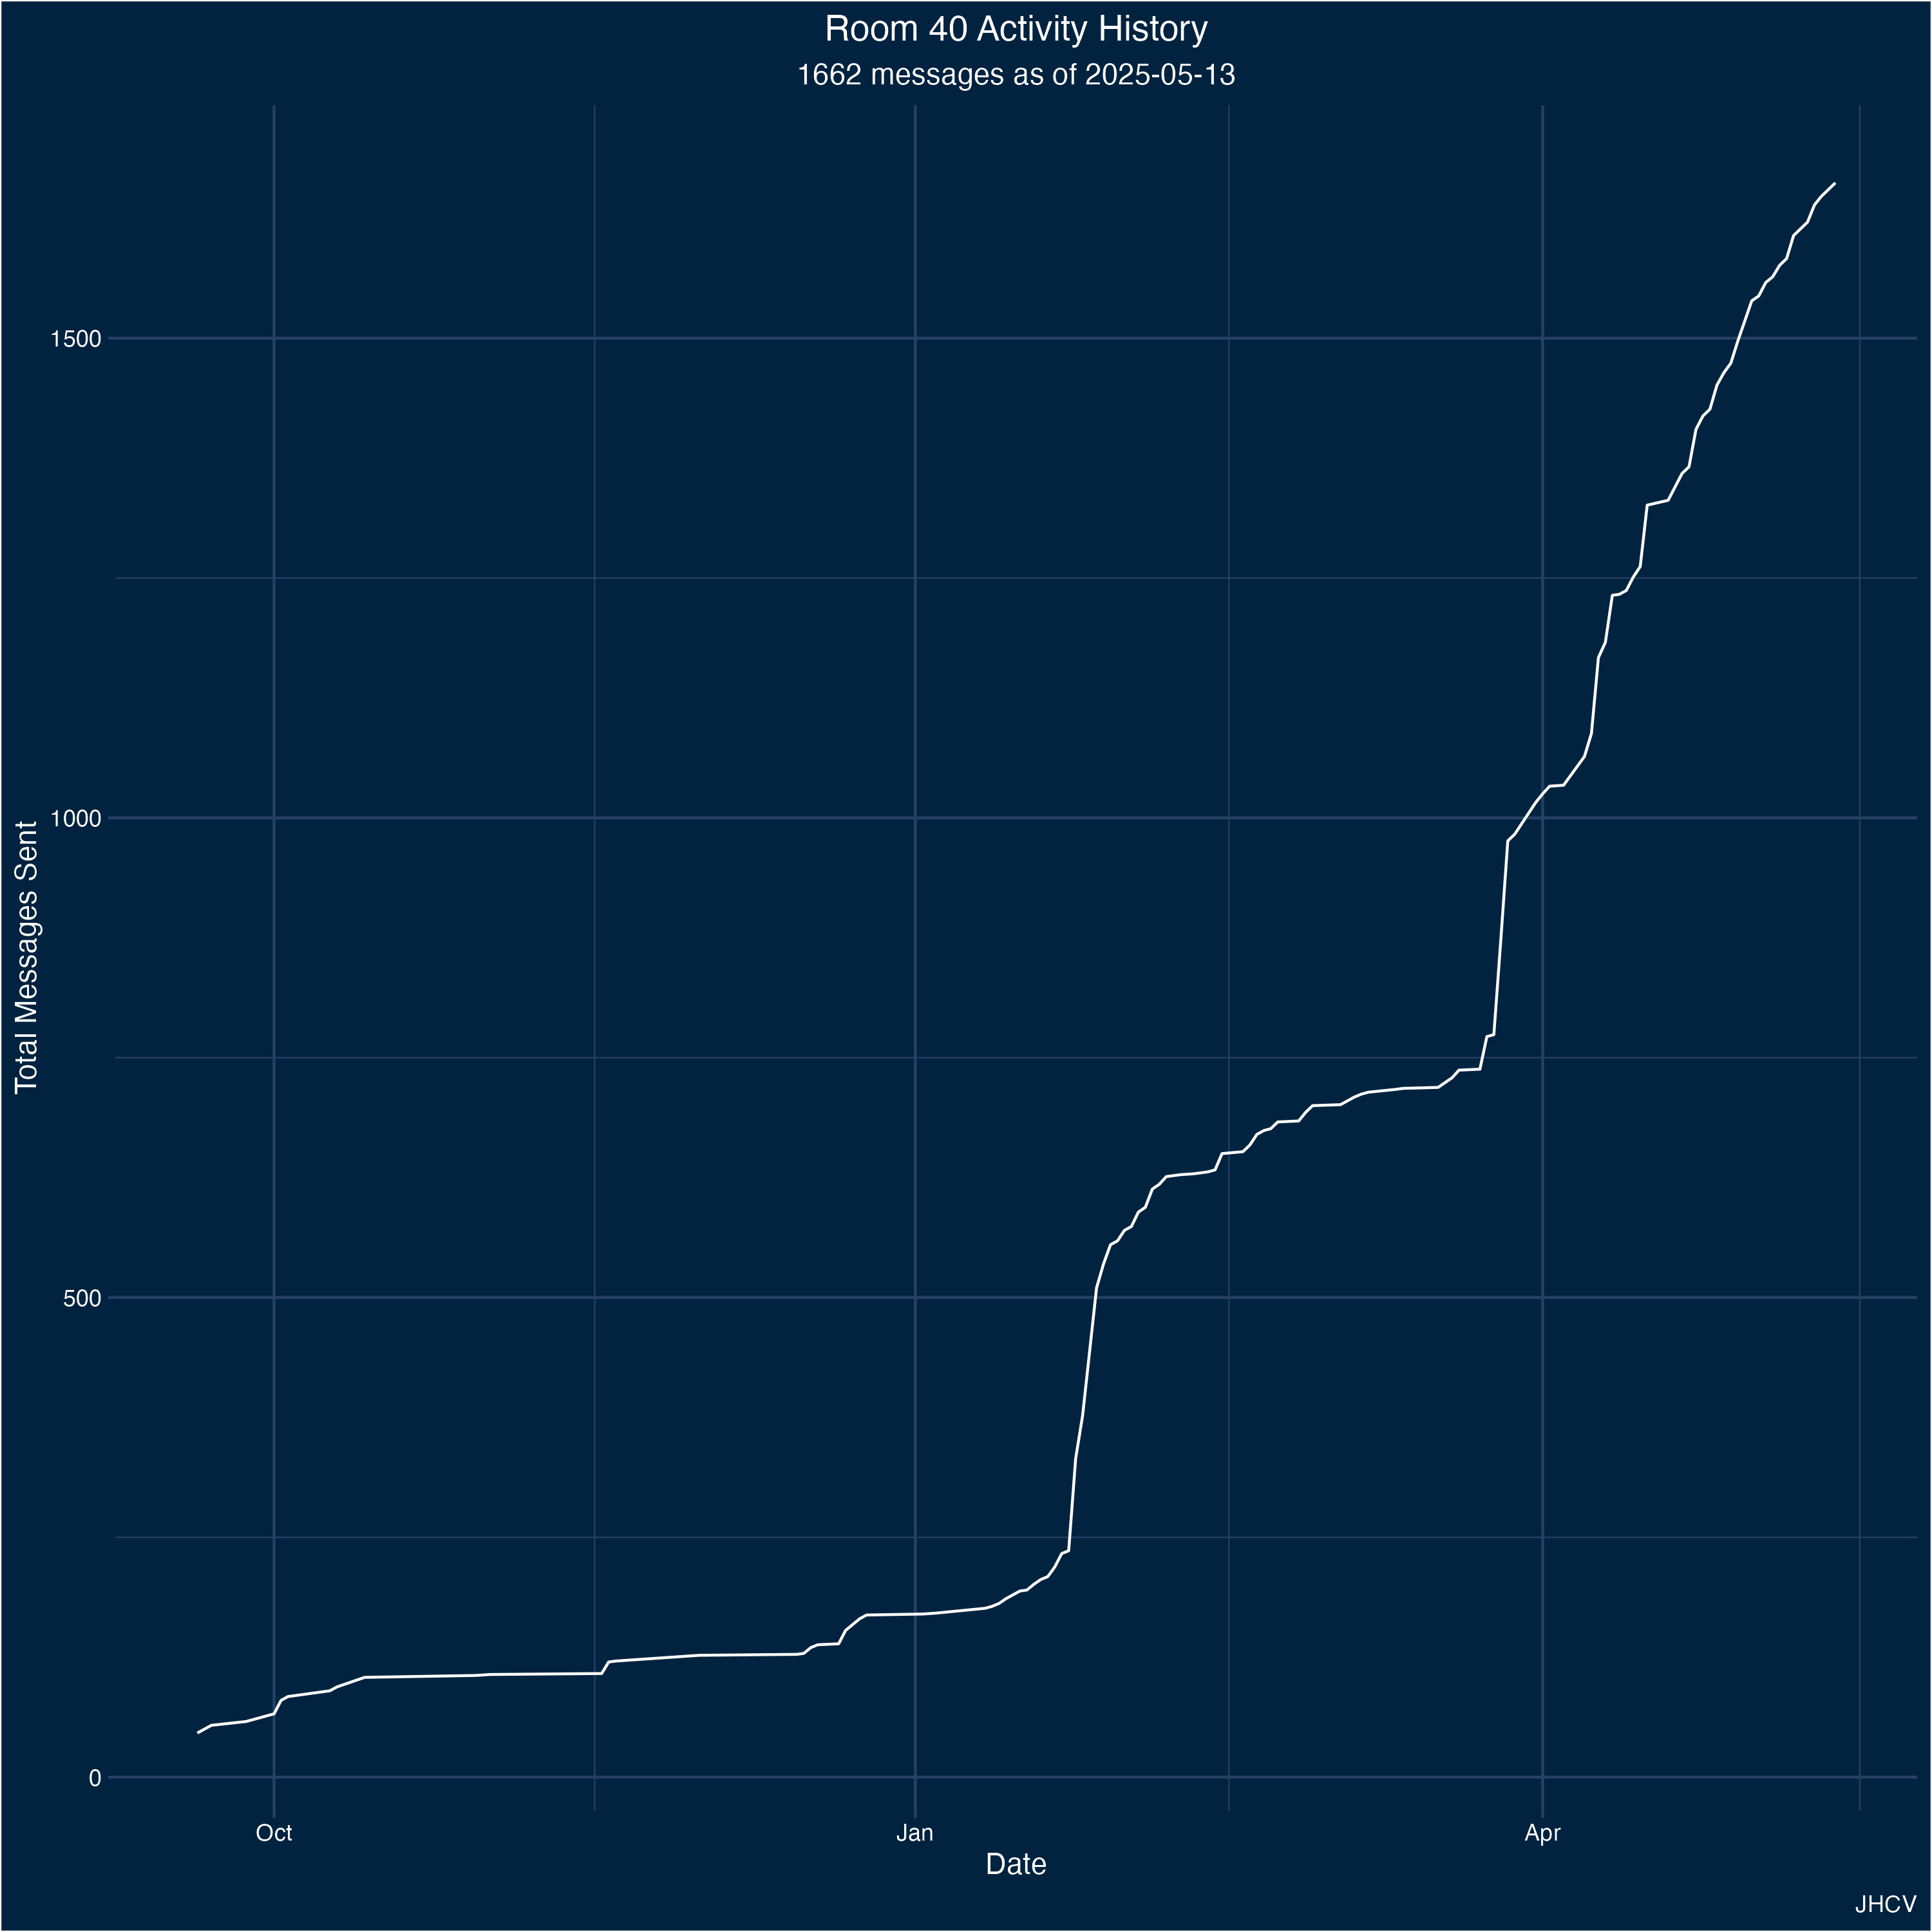 Room 40 Activity History
1662 messages as of 2025-05-13
Total Messages Sent
1500
1000
500
0
Oct
Jan
Apr
Date
JHCV